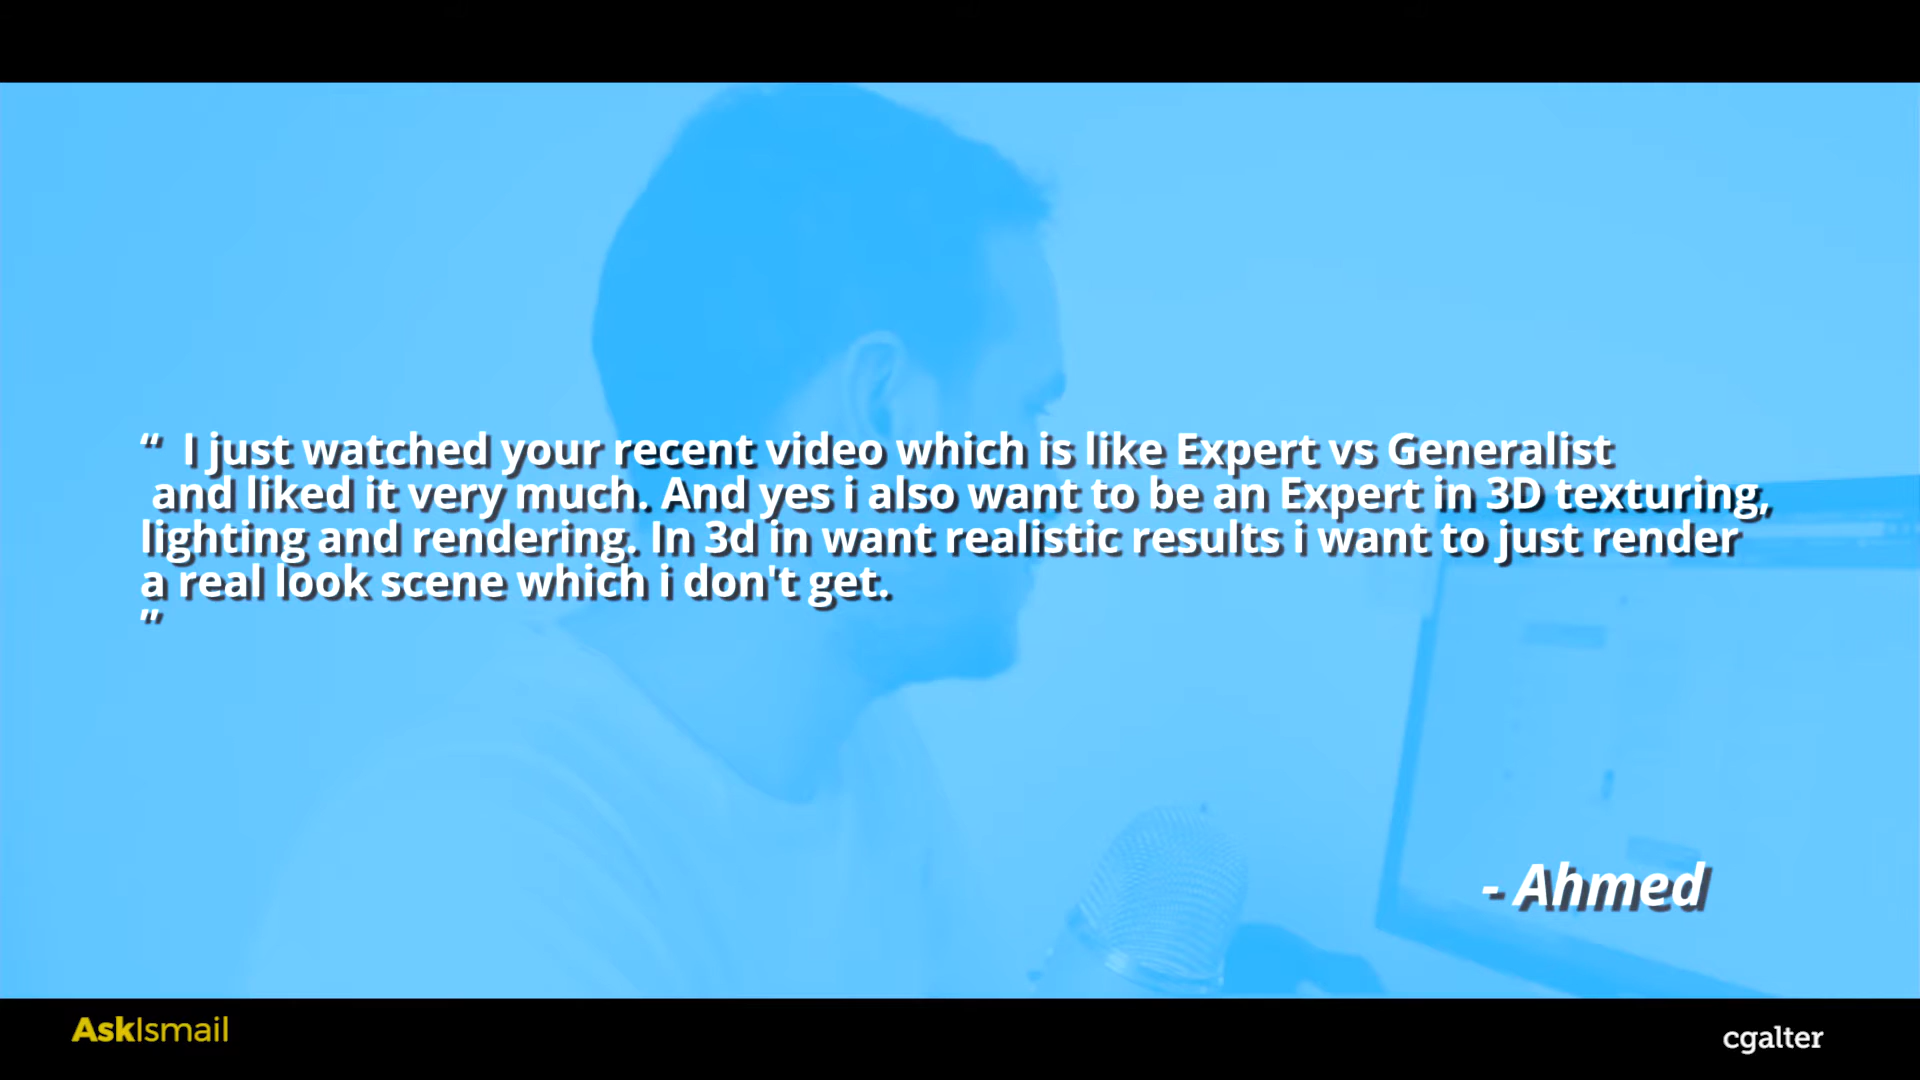 “ I just watched your recent video which is like Expert vs Generalist
and liked it very much. And yes i also want to be an Expert in 3D texturing,
lighting and rendering. In 3d in want realistic results i want to just render
a real look scene which i don't get.
”
- Ahmed
AskIsmail
cgalter